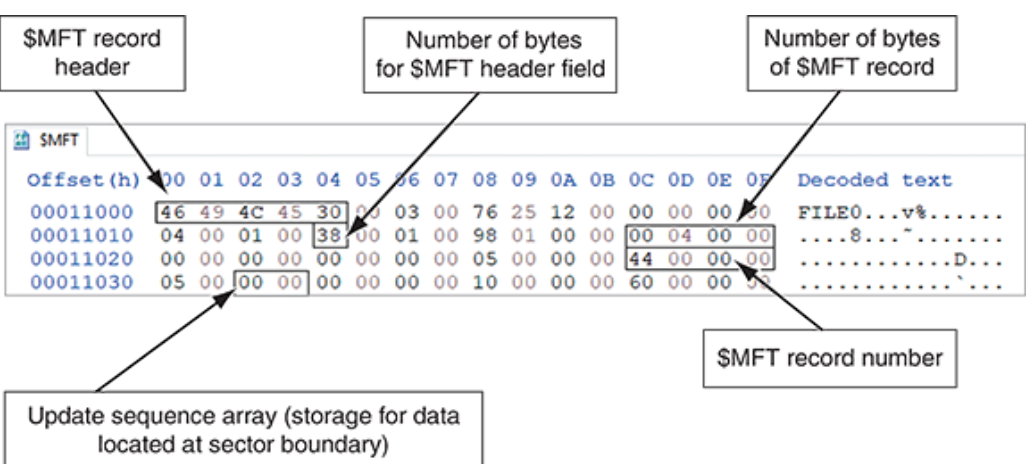 $MFT record
header
Number of bytes
for $MFT header field
Number of bytes
of $MFT record
$MFT
Offset(h) 00 01 02 03 04 05 06 07 08 09 0A 0B 0C 0D 0E 0F Decoded text
00011000 46 49 4C 45 30 00 03 00 76 25 12 00 00 00 00 00 FILE0...v%......
00011010 04 00 01 00 38 00 01 00 98 01 00 00 00 04 00 00 ....8...˜.......
00011020 00 00 00 00 00 00 00 00 05 00 00 00 44 00 00 00 ............D...
00011030 05 00 00 00 00 00 00 00 10 00 00 00 60 00 00 00 ............`...
$MFT record number
Update sequence array (storage for data
located at sector boundary)